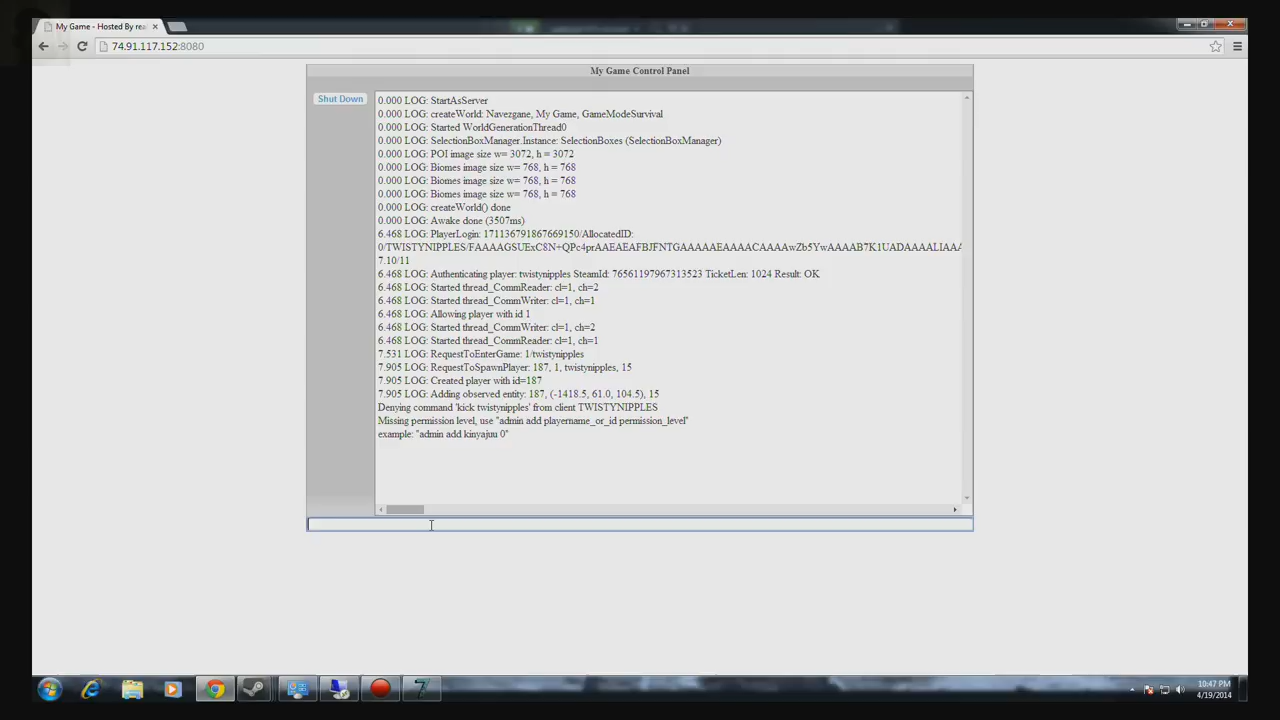 My Game - Hosted By rea
74.91.117.152:8080
My Game Control Panel
Shut Down
0.000 LOG: StartAsServer
0.000 LOG: createWorld: Navezgane, My Game, GameModeSurvival
0.000 LOG: Started WorldGenerationThread0
0.000 LOG: SelectionBoxManager.Instance: SelectionBoxes (SelectionBoxManager)
0.000 LOG: POI image size w= 3072, h = 3072
0.000 LOG: Biomes image size w= 768, h = 768
0.000 LOG: Biomes image size w= 768, h = 768
0.000 LOG: Biomes image size w= 768, h = 768
0.000 LOG: createWorld() done
0.000 LOG: Awake done (3507ms)
6.468 LOG: PlayerLogin: 171136791867669150/AllocatedID:
0/TWISTYNIPPLES/FAAAAGSUExC8N+QPc4prAAEAEAFBJFNTGAAAAAEAAAACAAAAwZb5YwAAAAB7K1UADAAAALIAAA
7.10/11
6.468 LOG: Authenticating player: twistynipples SteamId: 76561197967313523 TicketLen: 1024 Result: OK
6.468 LOG: Started thread_CommReader: cl=1, ch=2
6.468 LOG: Started thread_CommWriter: cl=1, ch=1
6.468 LOG: Allowing player with id 1
6.468 LOG: Started thread_CommWriter: cl=1, ch=2
6.468 LOG: Started thread_CommReader: cl=1, ch=1
7.531 LOG: RequestToEnterGame: 1/twistynipples
7.905 LOG: RequestToSpawnPlayer: 187, 1, twistynipples, 15
7.905 LOG: Created player with id=187
7.905 LOG: Adding observed entity: 187, (-1418.5, 61.0, 104.5), 15
Denying command 'kick twistynipples' from client TWISTYNIPPLES
Missing permission level, use "admin add playername_or_id permission_level"
example: "admin add kinyajuu 0"
10:47 PM
4/19/2014